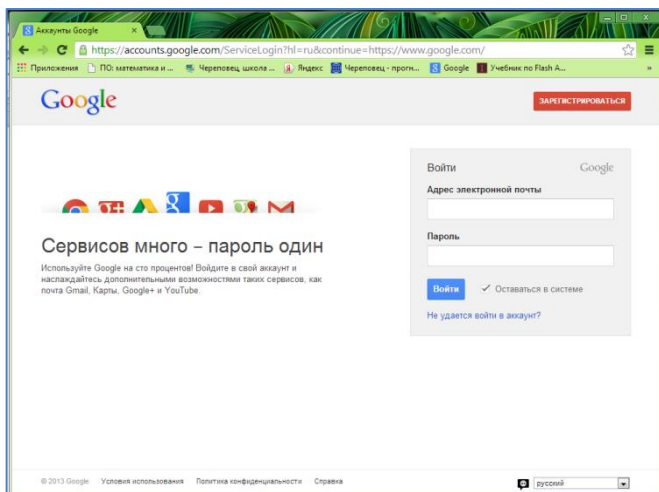 Аккаунты Google
https://accounts.google.com/ServiceLogin?hl=ru&continue=https://www.google.com/
Приложения ПО: математика и ... Череповец, школа ... Яндекс Череповец - прогн... Google Учебник по Flash A... »
Google ЗАРЕГИСТРИРОВАТЬСЯ
Войти Google
Адрес электронной почты
Пароль
Войти Оставаться в системе
Не удается войти в аккаунт?
Сервисов много – пароль один
Используйте Google на сто процентов! Войдите в свой аккаунт и
наслаждайтесь дополнительными возможностями таких сервисов, как
почта Gmail, Карты, Google+ и YouTube.
© 2013 Google Условия использования Политика конфиденциальности Справка русский